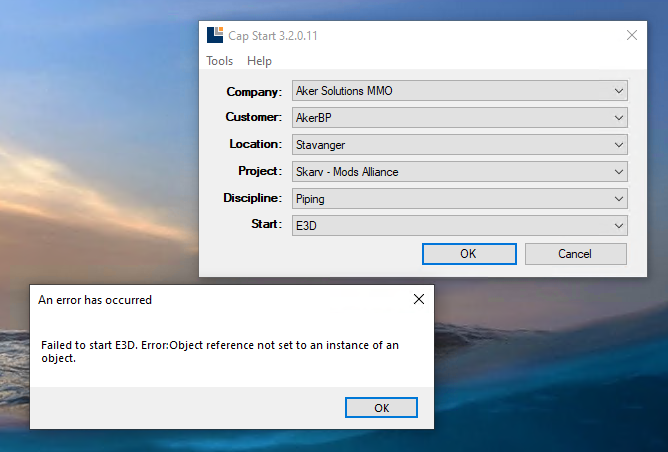 Cap Start 3.2.0.11
Tools Help
Company: Aker Solutions MMO
Customer: AkerBP
Location: Stavanger
Project: Skarv - Mods Alliance
Discipline: Piping
Start: E3D
OK Cancel
An error has occurred
Failed to start E3D. Error:Object reference not set to an instance of an
object.
OK